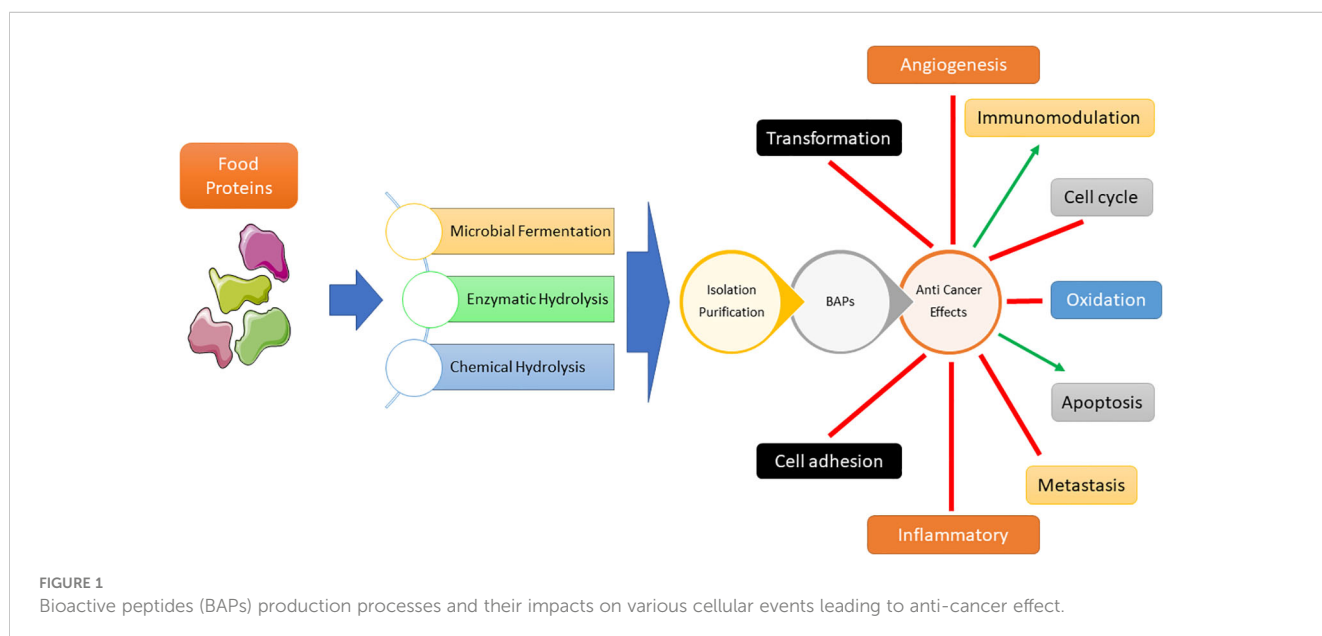 Food
Proteins
Microbial Fermentation
Enzymatic Hydrolysis
Chemical Hydrolysis
Isolation
Purification
BAPs
Anti Cancer
Effects
Angiogenesis
Immunomodulation
Transformation
Cell cycle
Oxidation
Apoptosis
Cell adhesion
Metastasis
Inflammatory
FIGURE 1
Bioactive peptides (BAPs) production processes and their impacts on various cellular events leading to anti-cancer effect.